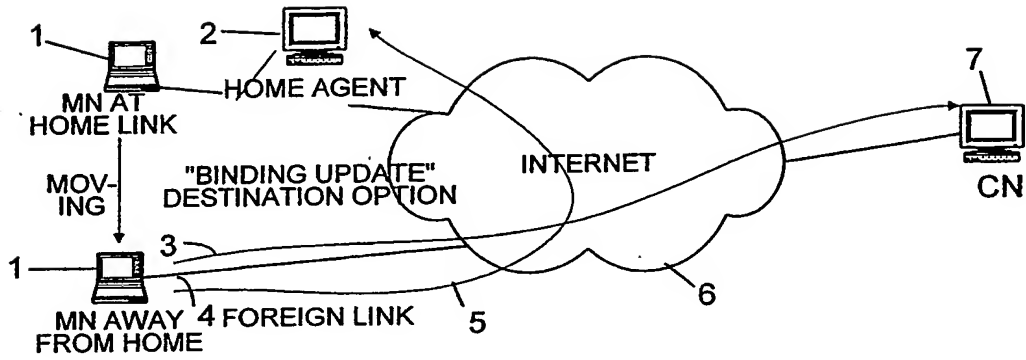 1
2
7
HOME AGENT
MN AT
HOME LINK
INTERNET
CN
"BINDING UPDATE"
DESTINATION OPTION
MOV-
ING
3
1
4
FOREIGN LINK
5
6
MN AWAY
FROM HOME